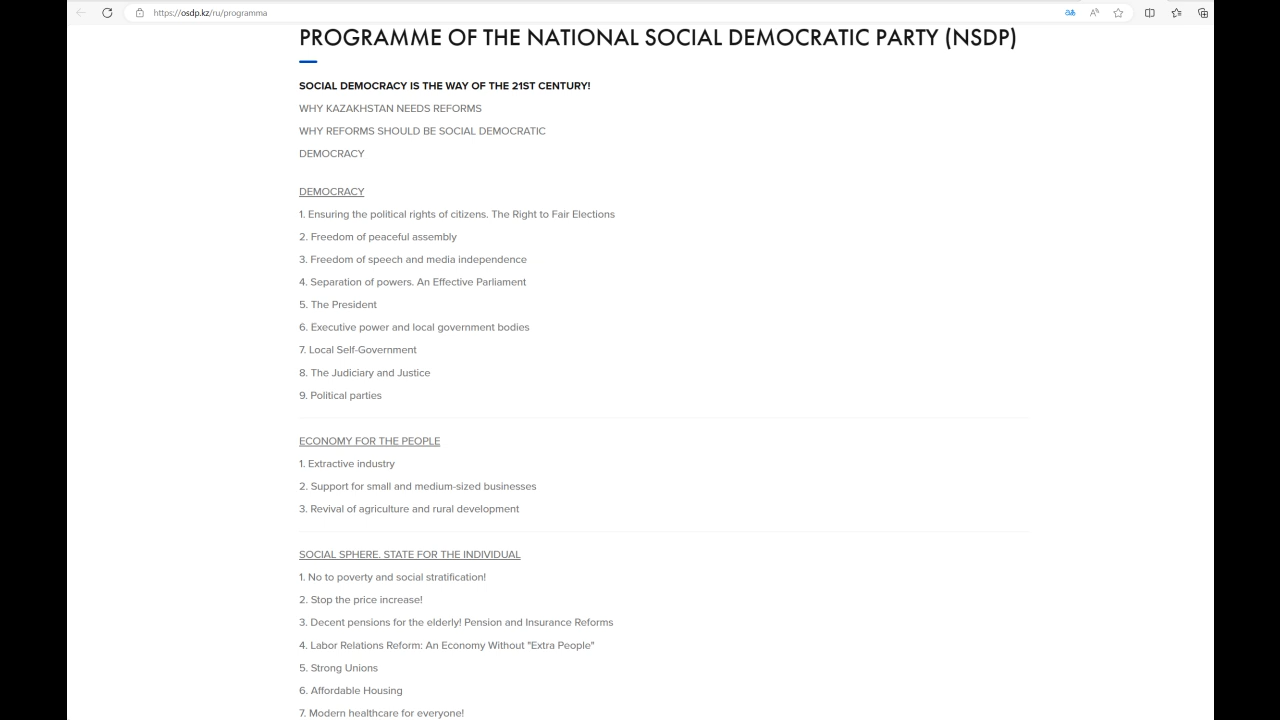 https://osdp.kz/ru/programma
PROGRAMME OF THE NATIONAL SOCIAL DEMOCRATIC PARTY (NSDP)
SOCIAL DEMOCRACY IS THE WAY OF THE 21ST CENTURY!
WHY KAZAKHSTAN NEEDS REFORMS
WHY REFORMS SHOULD BE SOCIAL DEMOCRATIC
DEMOCRACY
DEMOCRACY
1. Ensuring the political rights of citizens. The Right to Fair Elections
2. Freedom of peaceful assembly
3. Freedom of speech and media independence
4. Separation of powers. An Effective Parliament
5. The President
6. Executive power and local government bodies
7. Local Self-Government
8. The Judiciary and Justice
9. Political parties
ECONOMY FOR THE PEOPLE
1. Extractive industry
2. Support for small and medium-sized businesses
3. Revival of agriculture and rural development
SOCIAL SPHERE. STATE FOR THE INDIVIDUAL
1. No to poverty and social stratification!
2. Stop the price increase!
3. Decent pensions for the elderly! Pension and Insurance Reforms
4. Labor Relations Reform: An Economy Without "Extra People"
5. Strong Unions
6. Affordable Housing
7. Modern healthcare for everyone!